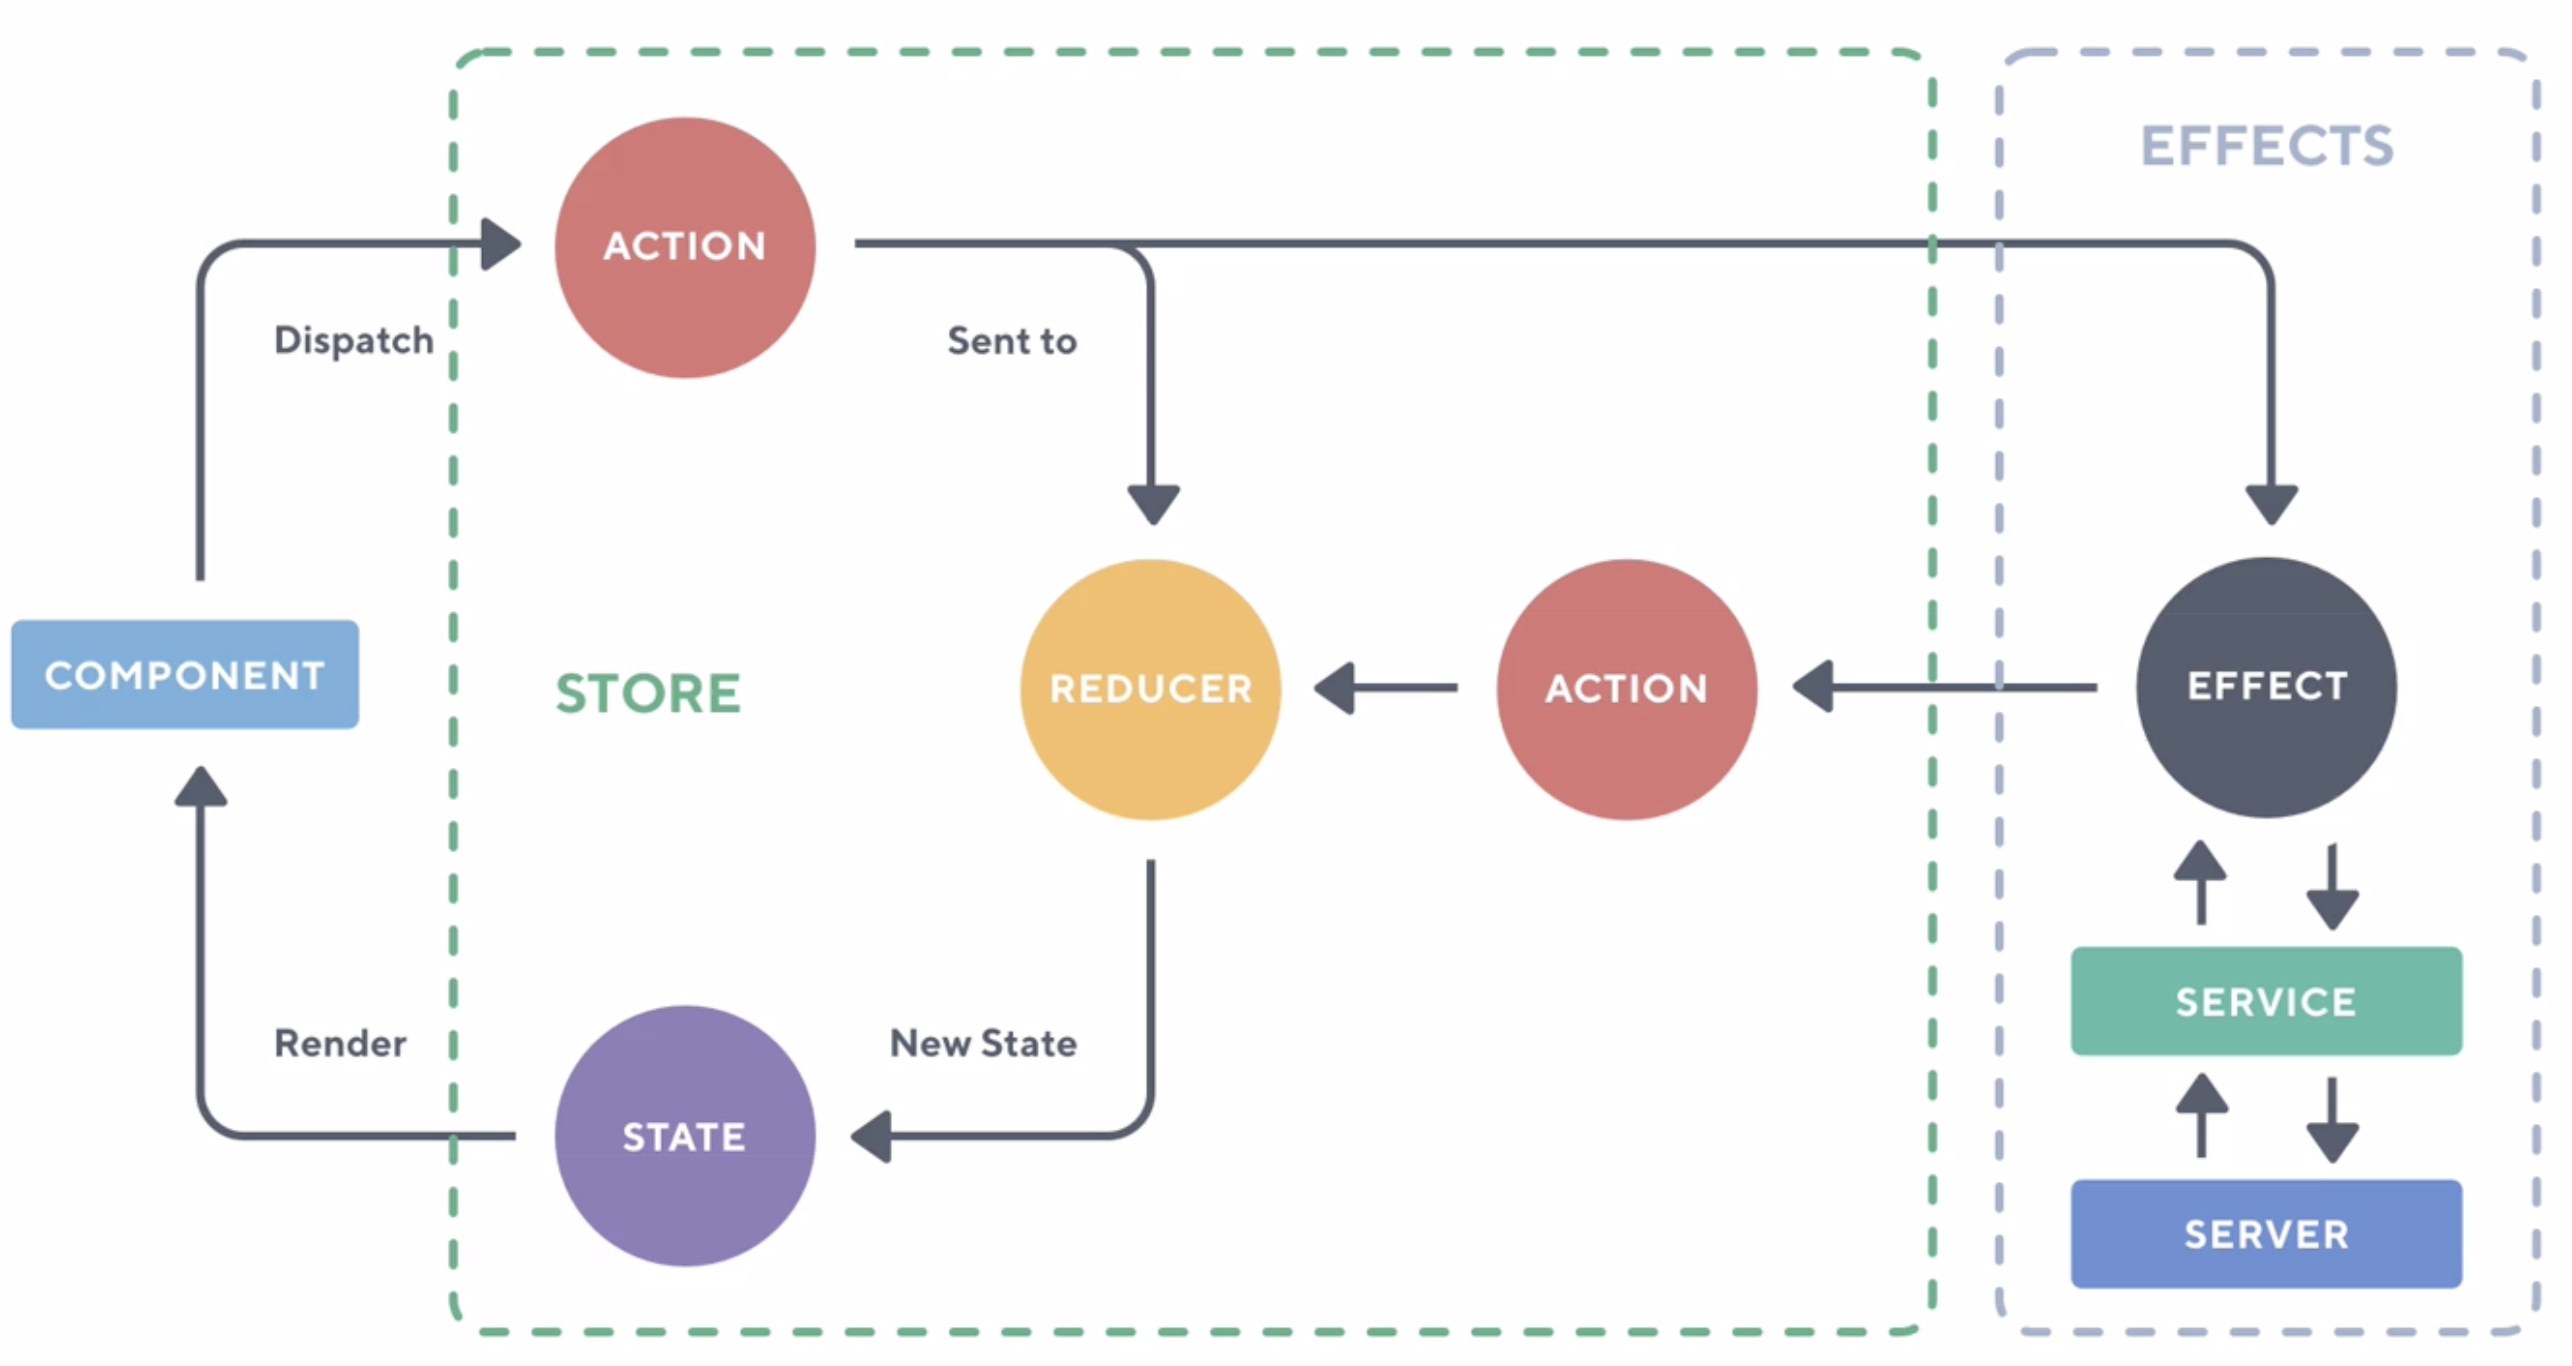 EFFECTS
ACTION
Dispatch
Sent to
COMPONENT
STORE
REDUCER
ACTION
EFFECT
Render
New State
STATE
SERVICE
SERVER